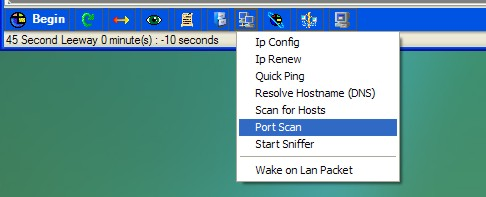 Begin
45 Second Leeway 0 minute(s) : -10 seconds
Ip Config
Ip Renew
Quick Ping
Resolve Hostname (DNS)
Scan for Hosts
Port Scan
Start Sniffer
Wake on Lan Packet